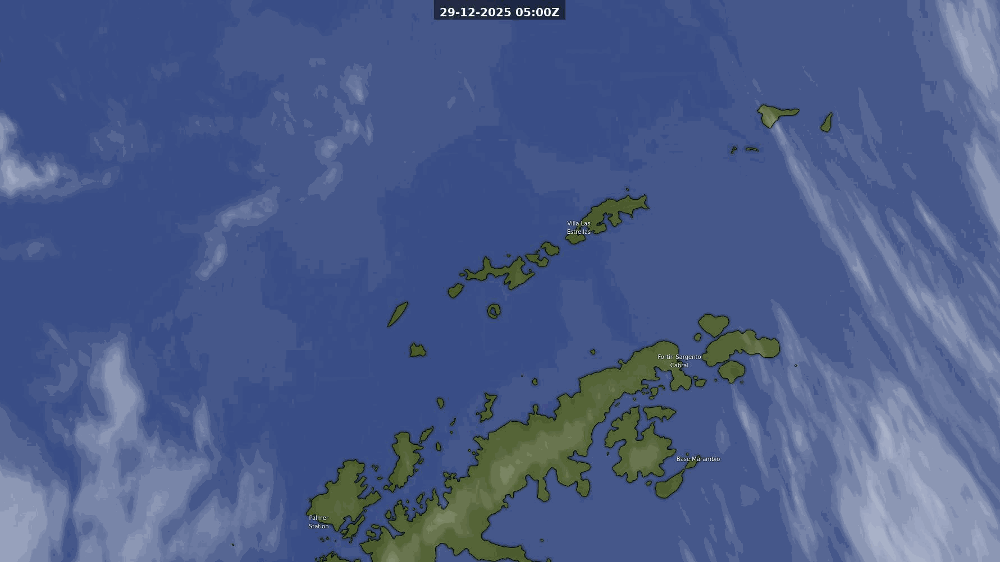 29-12-2025 05:00Z
Villa Las
Estrellas
Fortin Sargento
Cabral
Base Marambio
Palmer
Station